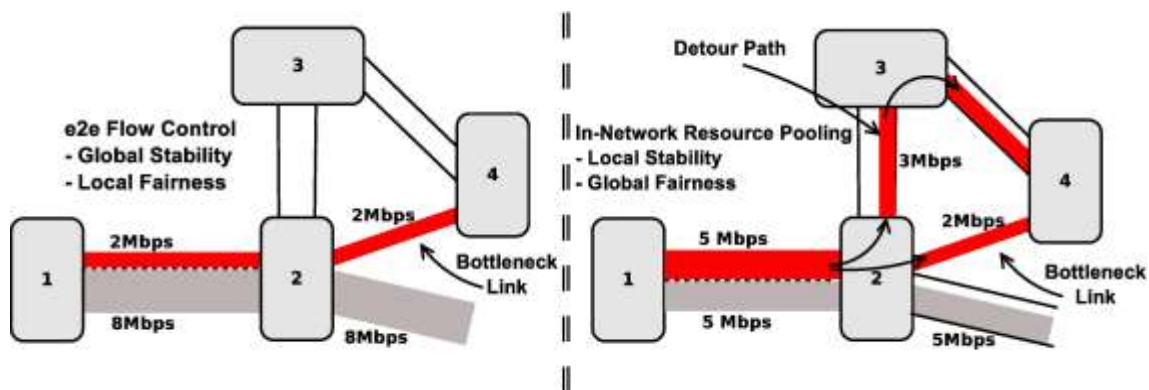 3
e2e Flow Control
- Global Stability
- Local Fairness
4
2Mbps
2Mbps
1
2
Bottleneck
Link
8Mbps
8Mbps
Detour Path
3
In-Network Resource Pooling
- Local Stability
- Global Fairness
3Mbps
4
2Mbps
5 Mbps
1
2
Bottleneck
Link
5 Mbps
5Mbps